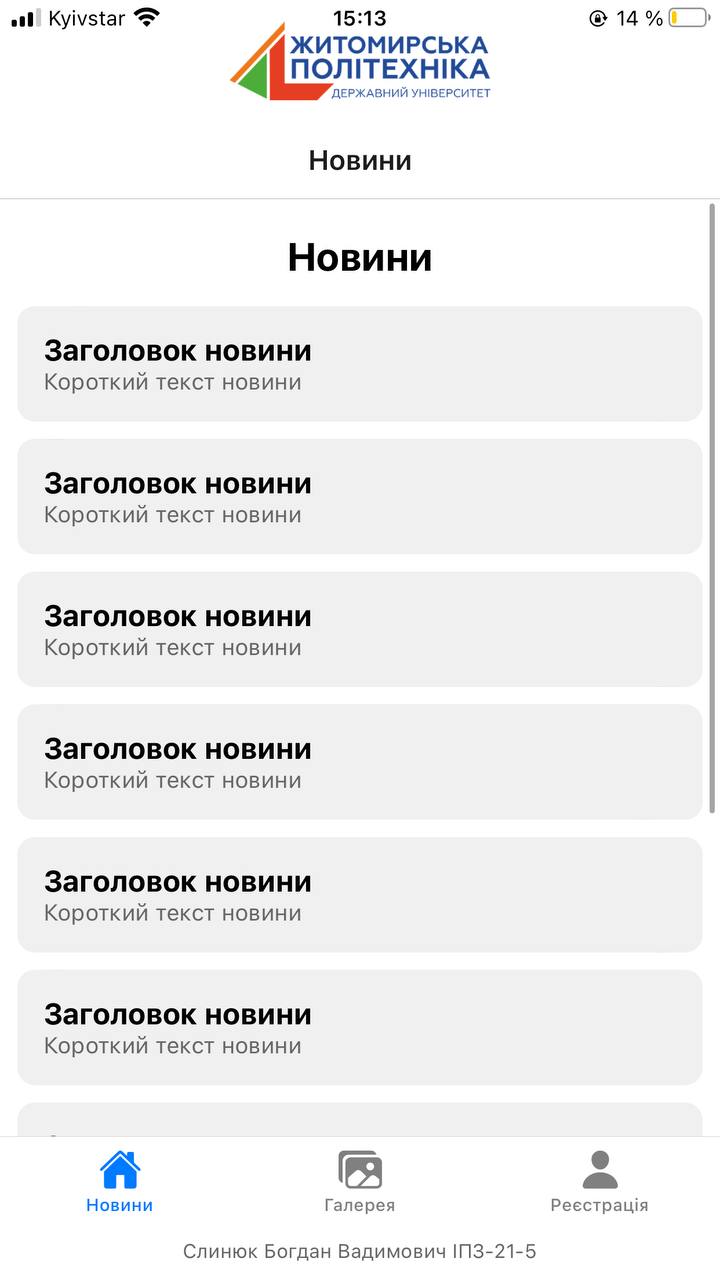 Kyivstar 15:13 14 %
ЖИТОМИРСЬКА
ПОЛІТЕХНІКА
ДЕРЖАВНИЙ УНІВЕРСИТЕТ
Новини
Новини
Заголовок новини
Короткий текст новини
Заголовок новини
Короткий текст новини
Заголовок новини
Короткий текст новини
Заголовок новини
Короткий текст новини
Заголовок новини
Короткий текст новини
Заголовок новини
Короткий текст новини
Новини Галерея Реєстрація
Слинюк Богдан Вадимович ІПЗ-21-5